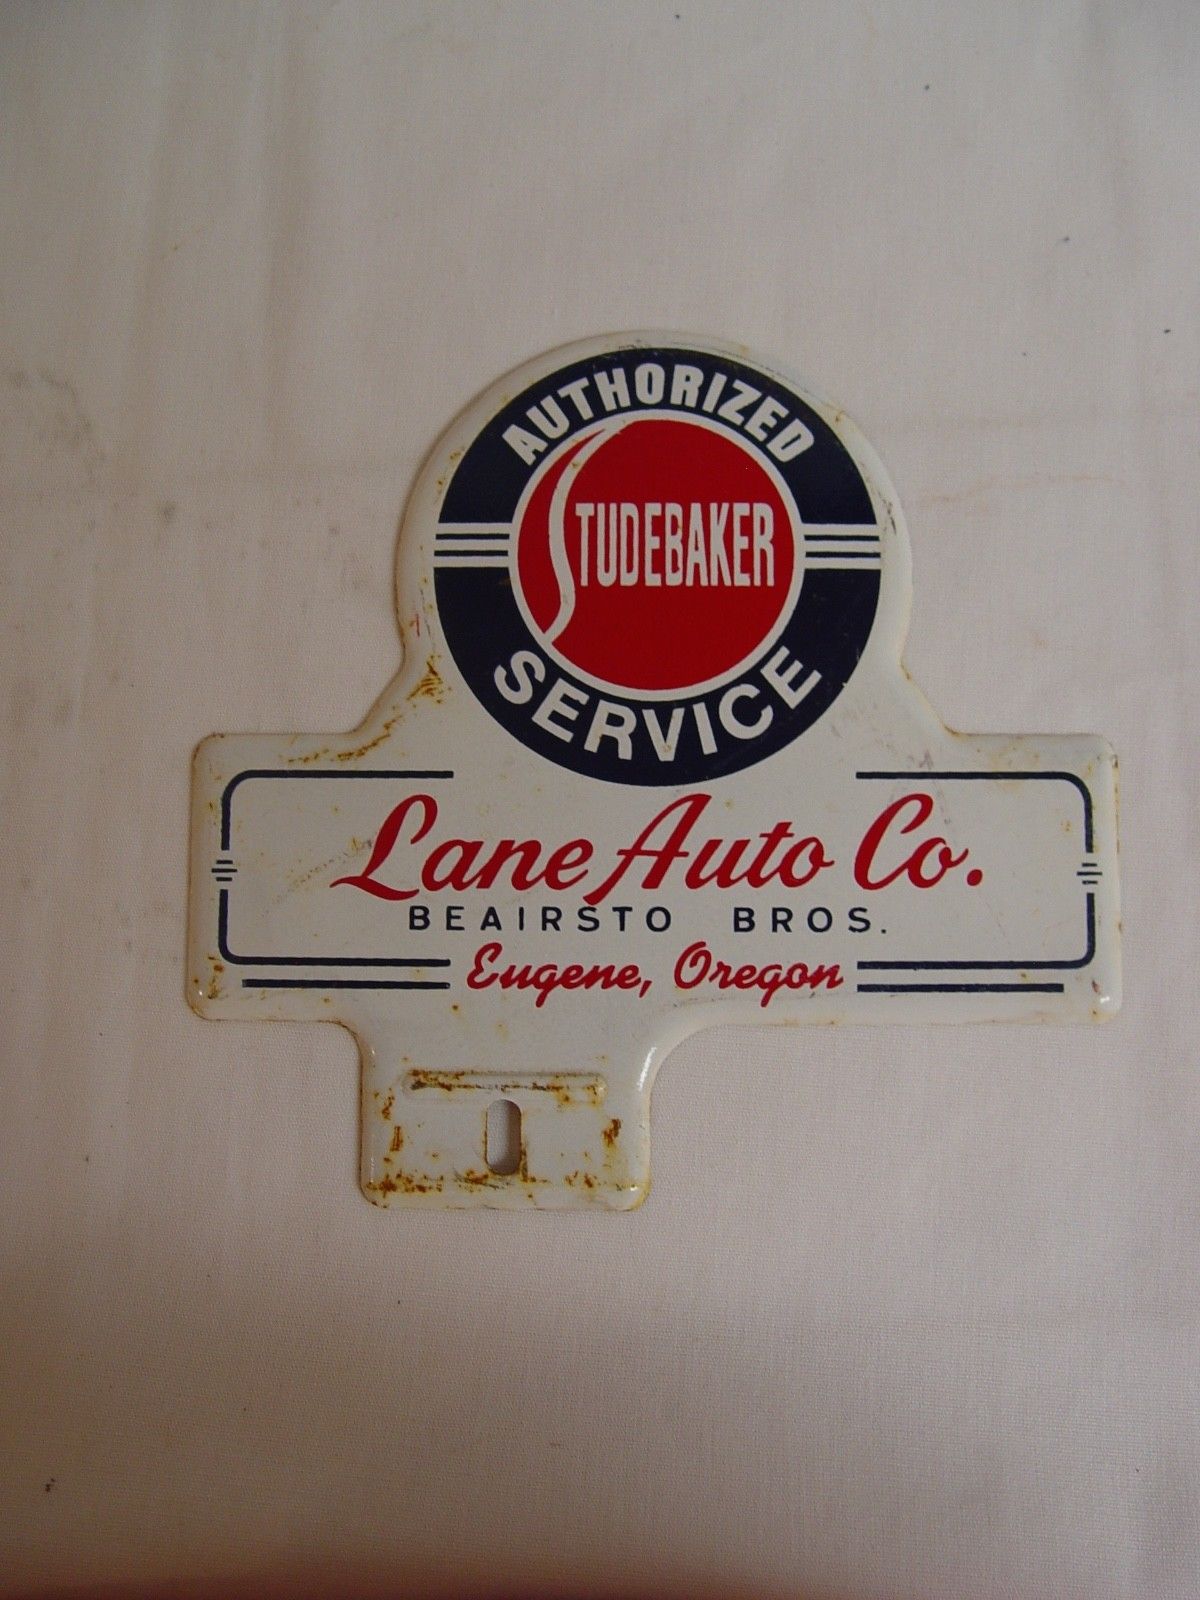 AUTHORIZED
STUDEBAKER
SERVICE
Lane Auto Co.
BEAIRSTO BROS.
Eugene, Oregon